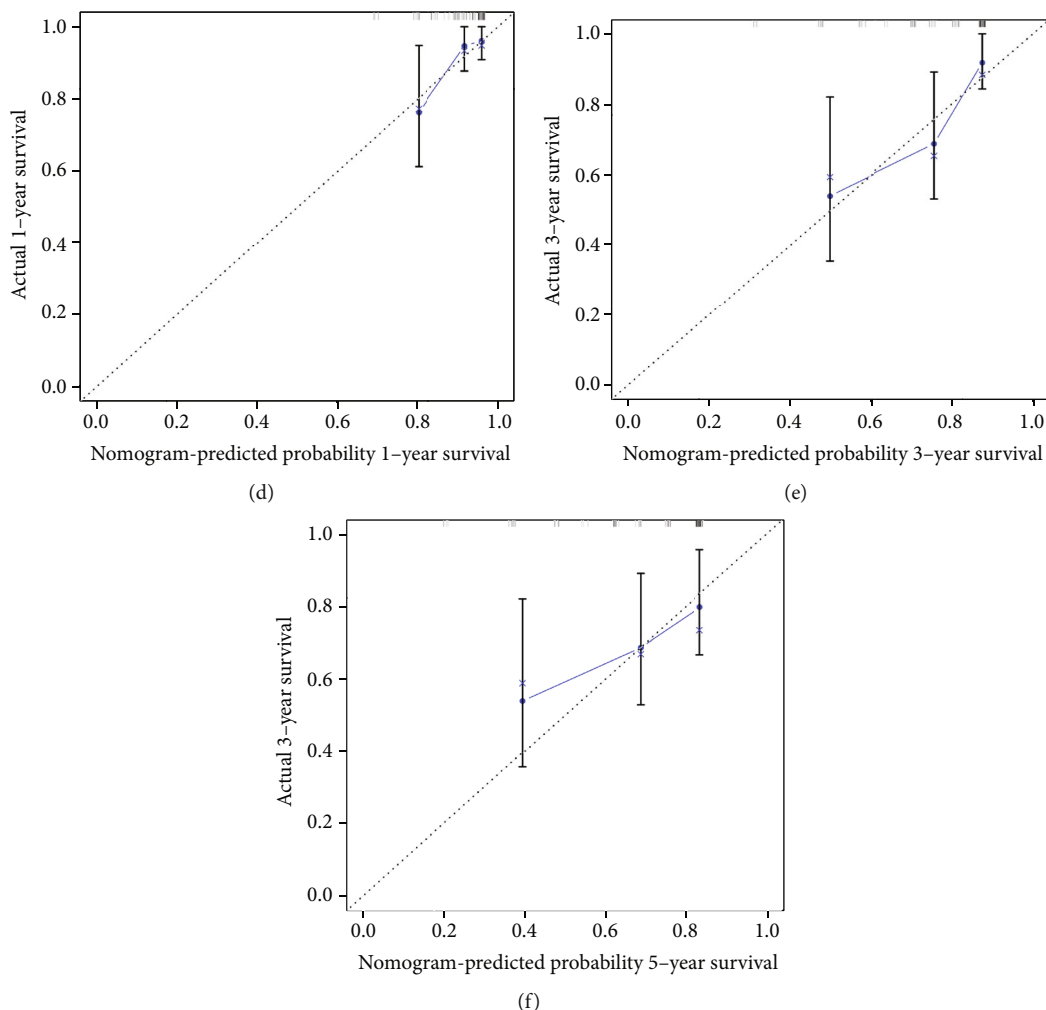 Actual 1–year survival
1.0
0.8
0.6
0.4
0.2
0.0
0.0 0.2 0.4 0.6 0.8 1.0
Nomogram-predicted probability 1–year survival
(d)
Actual 3–year survival
1.0
0.8
0.6
0.4
0.2
0.0
0.0 0.2 0.4 0.6 0.8 1.0
Nomogram-predicted probability 3–year survival
(e)
Actual 3–year survival
1.0
0.8
0.6
0.4
0.2
0.0
0.0 0.2 0.4 0.6 0.8 1.0
Nomogram-predicted probability 5–year survival
(f)